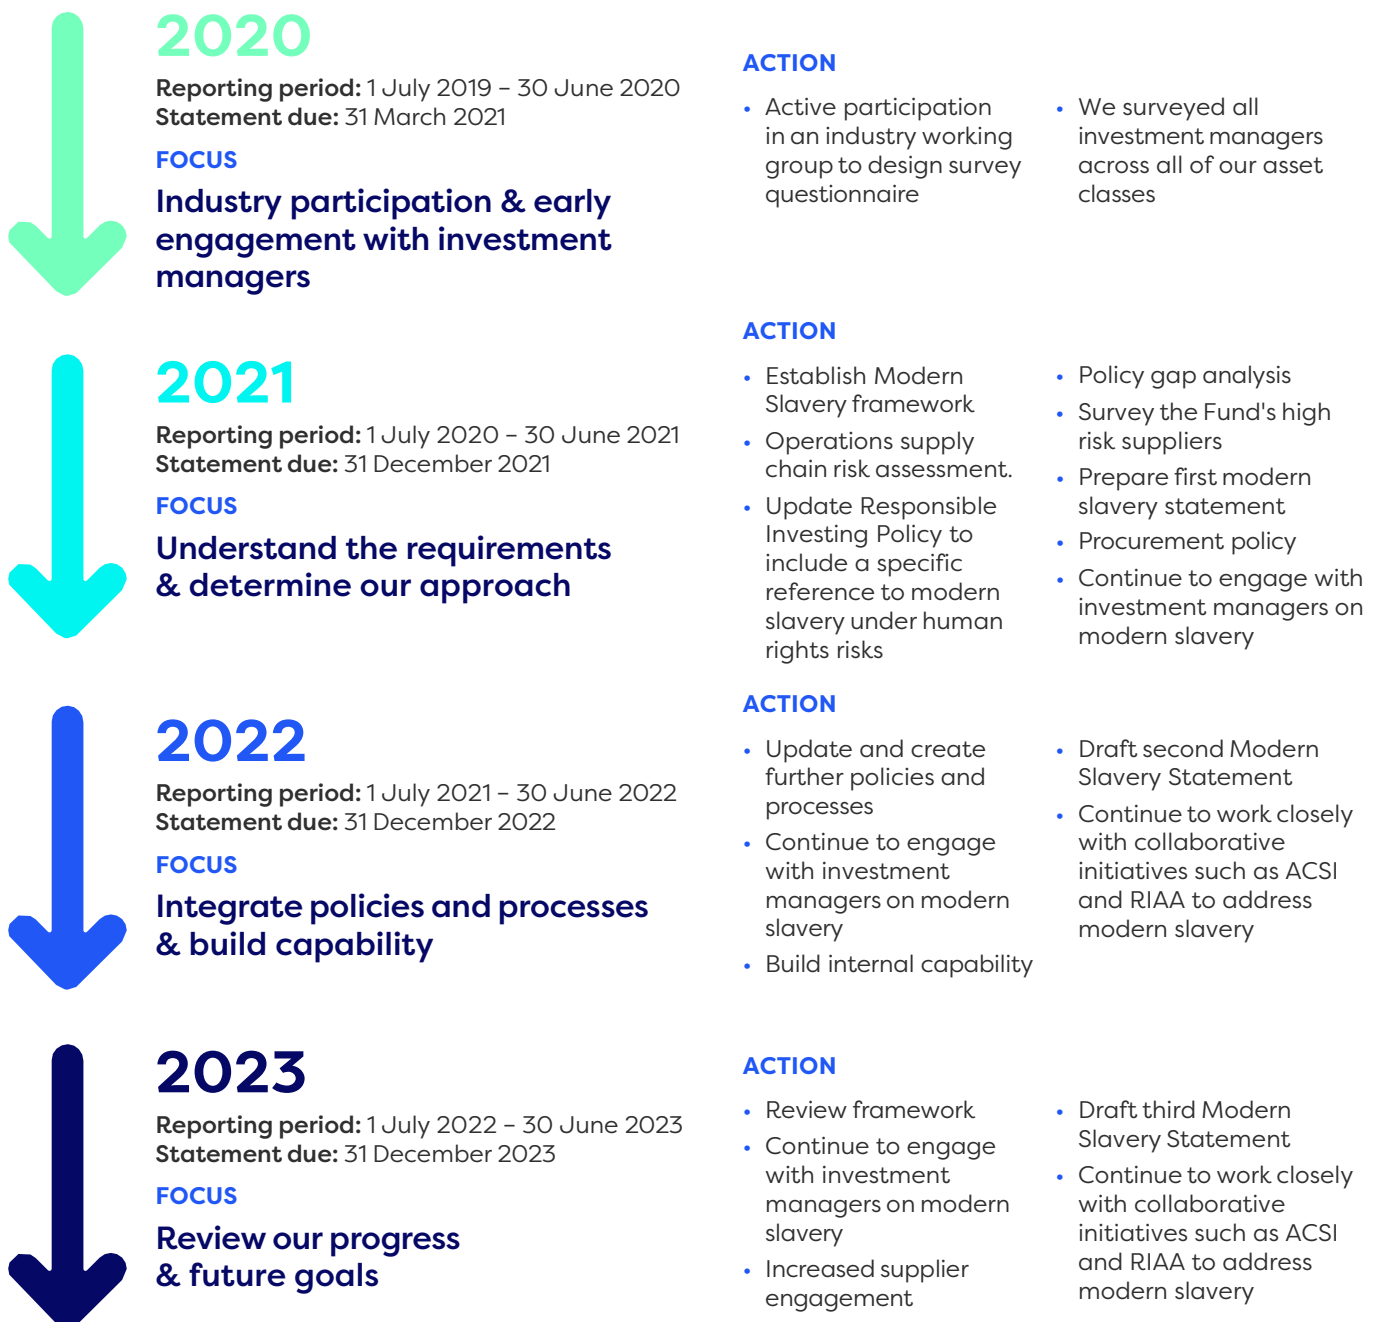 2020
Reporting period: 1 July 2019 – 30 June 2020
Statement due: 31 March 2021
FOCUS
Industry participation & early
engagement with investment
managers
ACTION
• Active participation
in an industry working
group to design survey
questionnaire
• We surveyed all
investment managers
across all of our asset
classes
2021
Reporting period: 1 July 2020 – 30 June 2021
Statement due: 31 December 2021
FOCUS
Understand the requirements
& determine our approach
ACTION
• Establish Modern
Slavery framework
• Operations supply
chain risk assessment.
• Update Responsible
Investing Policy to
include a specific
reference to modern
slavery under human
rights risks
• Policy gap analysis
• Survey the Fund's high
risk suppliers
• Prepare first modern
slavery statement
• Procurement policy
• Continue to engage with
investment managers on
modern slavery
2022
Reporting period: 1 July 2021 – 30 June 2022
Statement due: 31 December 2022
FOCUS
Integrate policies and processes
& build capability
ACTION
• Update and create
further policies and
processes
• Continue to engage
with investment
managers on modern
slavery
• Build internal capability
• Draft second Modern
Slavery Statement
• Continue to work closely
with collaborative
initiatives such as ACSI
and RIAA to address
modern slavery
2023
Reporting period: 1 July 2022 – 30 June 2023
Statement due: 31 December 2023
FOCUS
Review our progress
& future goals
ACTION
• Review framework
• Continue to engage
with investment
managers on modern
slavery
• Increased supplier
engagement
• Draft third Modern
Slavery Statement
• Continue to work closely
with collaborative
initiatives such as ACSI
and RIAA to address
modern slavery